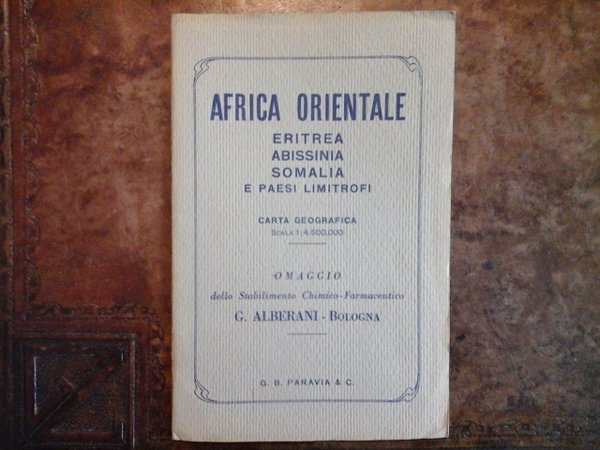 AFRICA ORIENTALE
ERITREA
ABISSINIA
SOMALIA
E PAESI LIMITROFI
CARTA GEOGRAFICA
SCALA 1:4.500.000
OMAGGIO
dello Stabilimento Chimico-Farmaceutico
G. ALBERANI - BOLOGNA
G. B. PARAVIA & C.